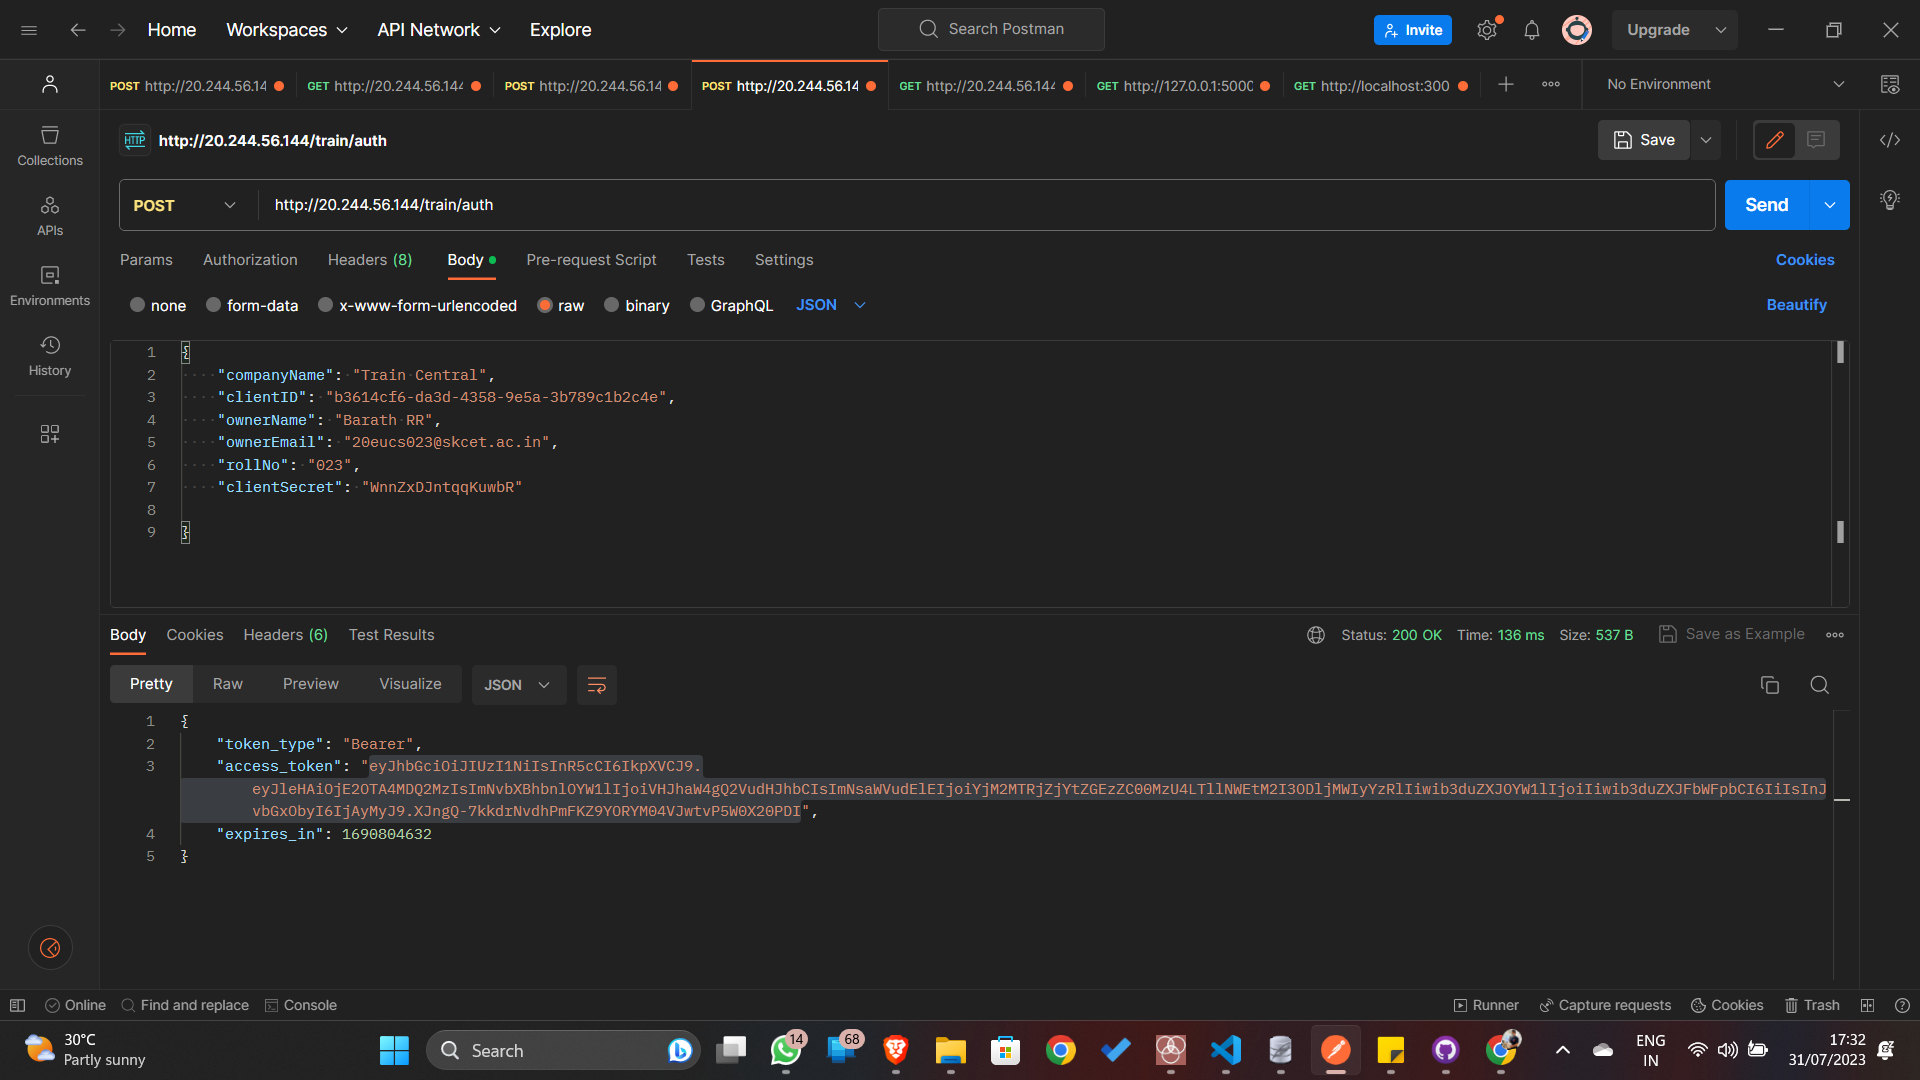 Home Workspaces API Network Explore Search Postman Invite Upgrade
POST http://20.244.56.14 GET http://20.244.56.144 POST http://20.244.56.14 POST http://20.244.56.14 GET http://20.244.56.144 GET http://127.0.0.1:5000 GET http://localhost:300 No Environment
HTTP http://20.244.56.144/train/auth Save
POST http://20.244.56.144/train/auth Send
Params Authorization Headers (8) Body Pre-request Script Tests Settings Cookies
none form-data x-www-form-urlencoded raw binary GraphQL JSON Beautify
Collections
APIs
Environments
History
1 {
2 "companyName": "Train Central",
3 "clientID": "b3614cf6-da3d-4358-9e5a-3b789c1b2c4e",
4 "ownerName": "Barath RR",
5 "ownerEmail": "20eucs023@skcet.ac.in",
6 "rollNo": "023",
7 "clientSecret": "WnnZxDJntqqKuwbR"
8
9 }
Body Cookies Headers (6) Test Results Status: 200 OK Time: 136 ms Size: 537 B Save as Example
Pretty Raw Preview Visualize JSON
1 {
2 "token_type": "Bearer",
3 "access_token": "eyJhbGciOiJIUzI1NiIsInR5cCI6IkpXVCJ9.
eyJleHAiOjE2OTA4MDQ2MzIsImNvbXBhbnlOYW1lIjoiVHJhaW4gQ2VudHJhbCIsImNsaWVudElEIjoiYjM2MTRjZjYtZGEzZC00MzU4LTllNWEtM2I3ODljMWIyYzRlIiwib3duZXJOYW1lIjoiIiwib3duZXJFbWFpbCI6IiIsInJ
vbGxObyI6IjAyMyJ9.XJngQ-7kkdrNvdhPmFKZ9YORYM04VJwtvP5W0X20PDI",
4 "expires_in": 1690804632
5 }
Online Find and replace Console Runner Capture requests Cookies Trash
30°C
Partly sunny
Search
14
68
ENG
IN
17:32
31/07/2023